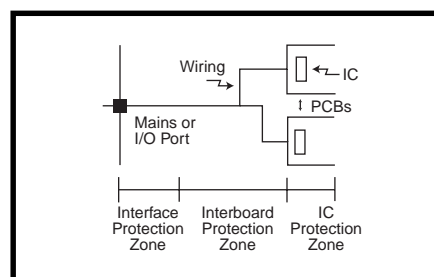 Wiring
IC
PCBs
Mains or
I/O Port
Interface
Protection
Zone
Interboard
Protection
Zone
IC
Protection
Zone